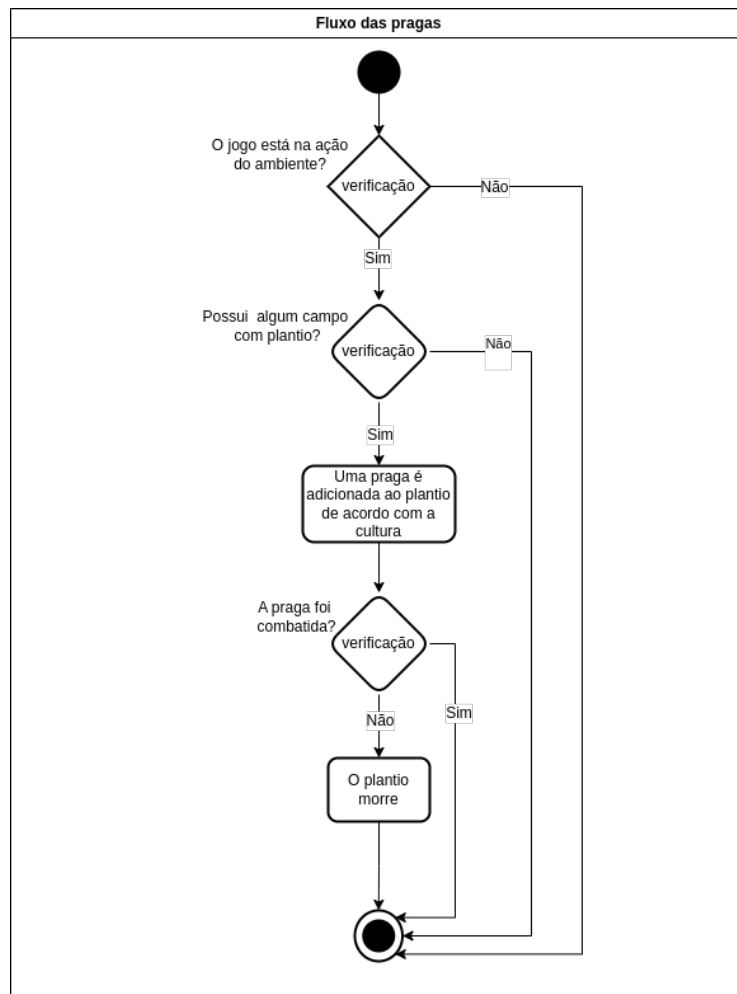 Fluxo das pragas
O jogo está na ação
do ambiente?
verificação
Não
Sim
Possui algum campo
com plantio?
verificação
Não
Sim
Uma praga é
adicionada ao plantio
de acordo com a
cultura
A praga foi
combatida?
verificação
Sim
Não
O plantio
morre